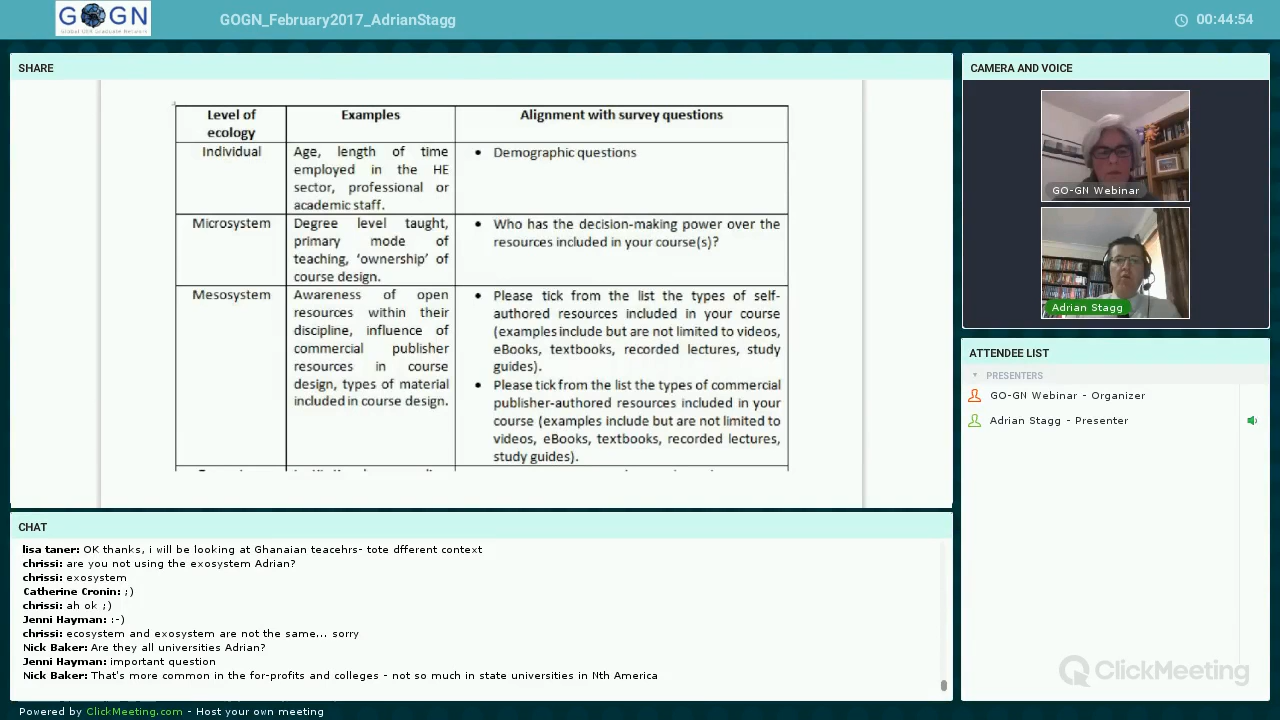 GOGN
Global OER Graduate Network
GOGN_February2017_AdrianStagg
00:44:54
SHARE
Level of
ecology
Examples
Alignment with survey questions
Individual
Age, length of time
employed in the HE
sector, professional or
academic staff.
• Demographic questions
Microsystem
Degree level taught,
primary mode of
teaching, 'ownership' of
course design.
• Who has the decision-making power over the
resources included in your course(s)?
Mesosystem
Awareness of open
resources within their
discipline, influence of
commercial publisher
resources in course
design, types of material
included in course design.
• Please tick from the list the types of self-
authored resources included in your course
(examples include but are not limited to videos,
eBooks, textbooks, recorded lectures, study
guides).
• Please tick from the list the types of commercial
publisher-authored resources included in your
course (examples include but are not limited to
videos, eBooks, textbooks, recorded lectures,
study guides).
CAMERA AND VOICE
GO-GN Webinar
Adrian Stagg
ATTENDEE LIST
PRESENTERS
GO-GN Webinar - Organizer
Adrian Stagg - Presenter
ClickMeeting
CHAT
lisa taner: OK thanks, i will be looking at Ghanaian teacehrs- tote dfferent context
chrissi: are you not using the exosystem Adrian?
chrissi: exosystem
Catherine Cronin: ;)
chrissi: ah ok ;)
Jenni Hayman: :-)
chrissi: ecosystem and exosystem are not the same... sorry
Nick Baker: Are they all universities Adrian?
Jenni Hayman: important question
Nick Baker: That's more common in the for-profits and colleges - not so much in state universities in Nth America
Powered by ClickMeeting.com - Host your own meeting